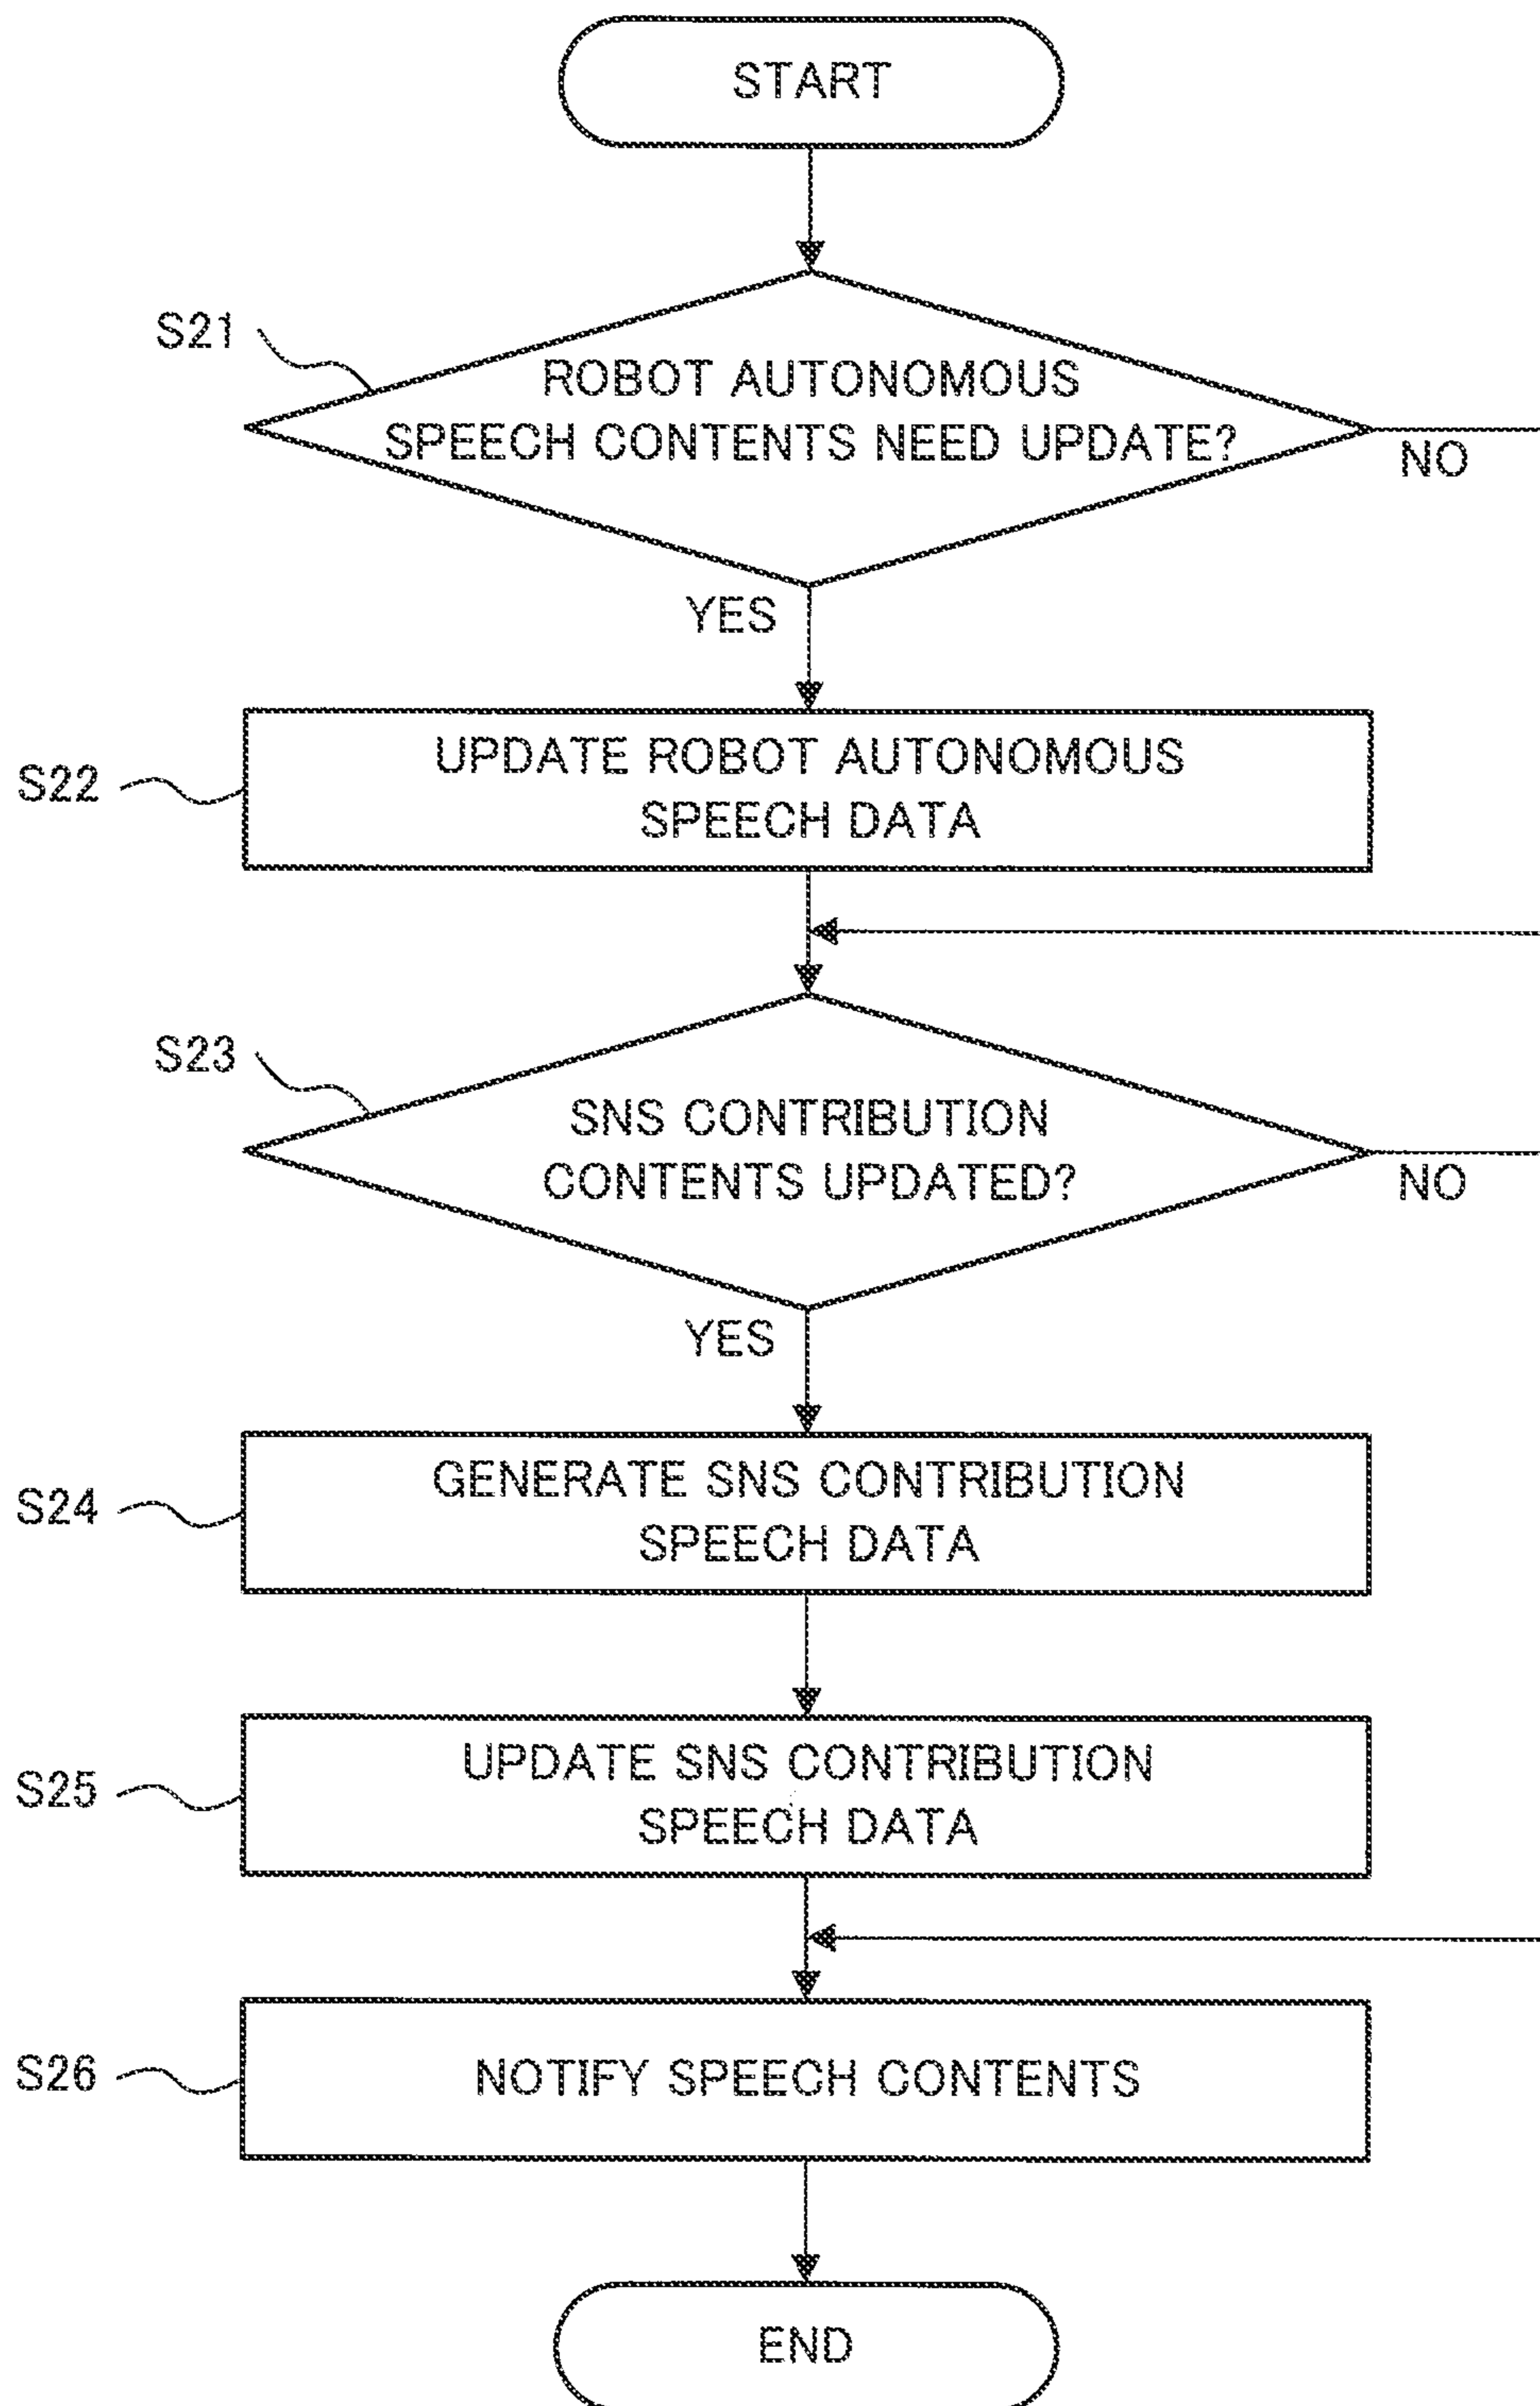 START
S21
ROBOT AUTONOMOUS
SPEECH CONTENTS NEED UPDATE?
NO
YES
S22
UPDATE ROBOT AUTONOMOUS
SPEECH DATA
S23
SNS CONTRIBUTION
CONTENTS UPDATED?
NO
YES
S24
GENERATE SNS CONTRIBUTION
SPEECH DATA
S25
UPDATE SNS CONTRIBUTION
SPEECH DATA
S26
NOTIFY SPEECH CONTENTS
END